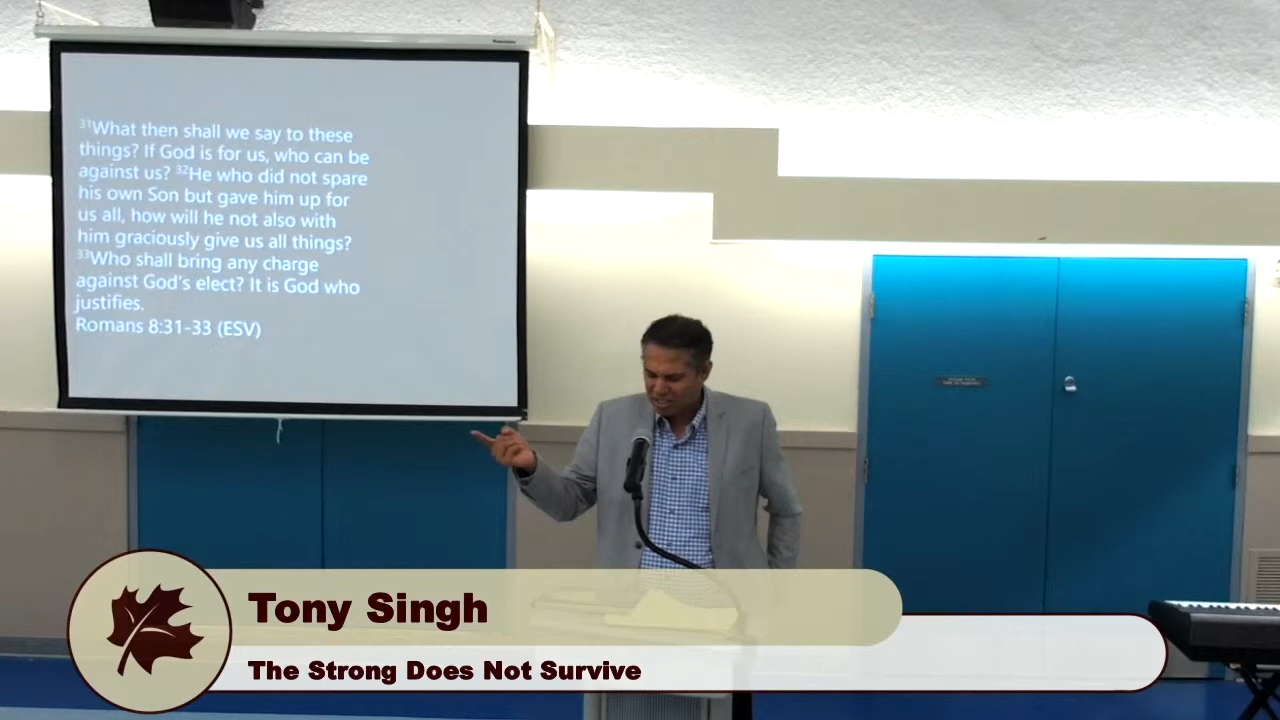 ³¹What then shall we say to these
things? If God is for us, who can be
against us? ³²He who did not spare
his own Son but gave him up for
us all, how will he not also with
him graciously give us all things?
³³Who shall bring any charge
against God's elect? It is God who
justifies.
Romans 8:31-33 (ESV)
Tony Singh
The Strong Does Not Survive